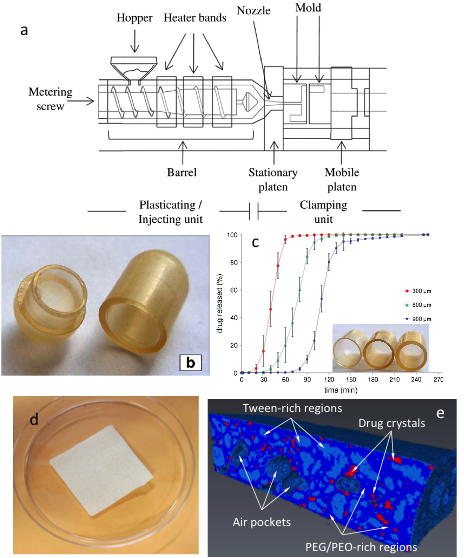 a
Hopper
Heater bands
Nozzle
Mold
Metering
screw
Barrel
Stationary
platen
Mobile
platen
Plasticating /
Injecting unit
Clamping
unit
b
c
drug released (%)
100
80
60
40
20
0
300 μm
600 μm
900 μm
0 30 60 90 120 150 180 210 240 270
time (min)
d
e
Tween-rich regions
Drug crystals
Air pockets
PEG/PEO-rich regions